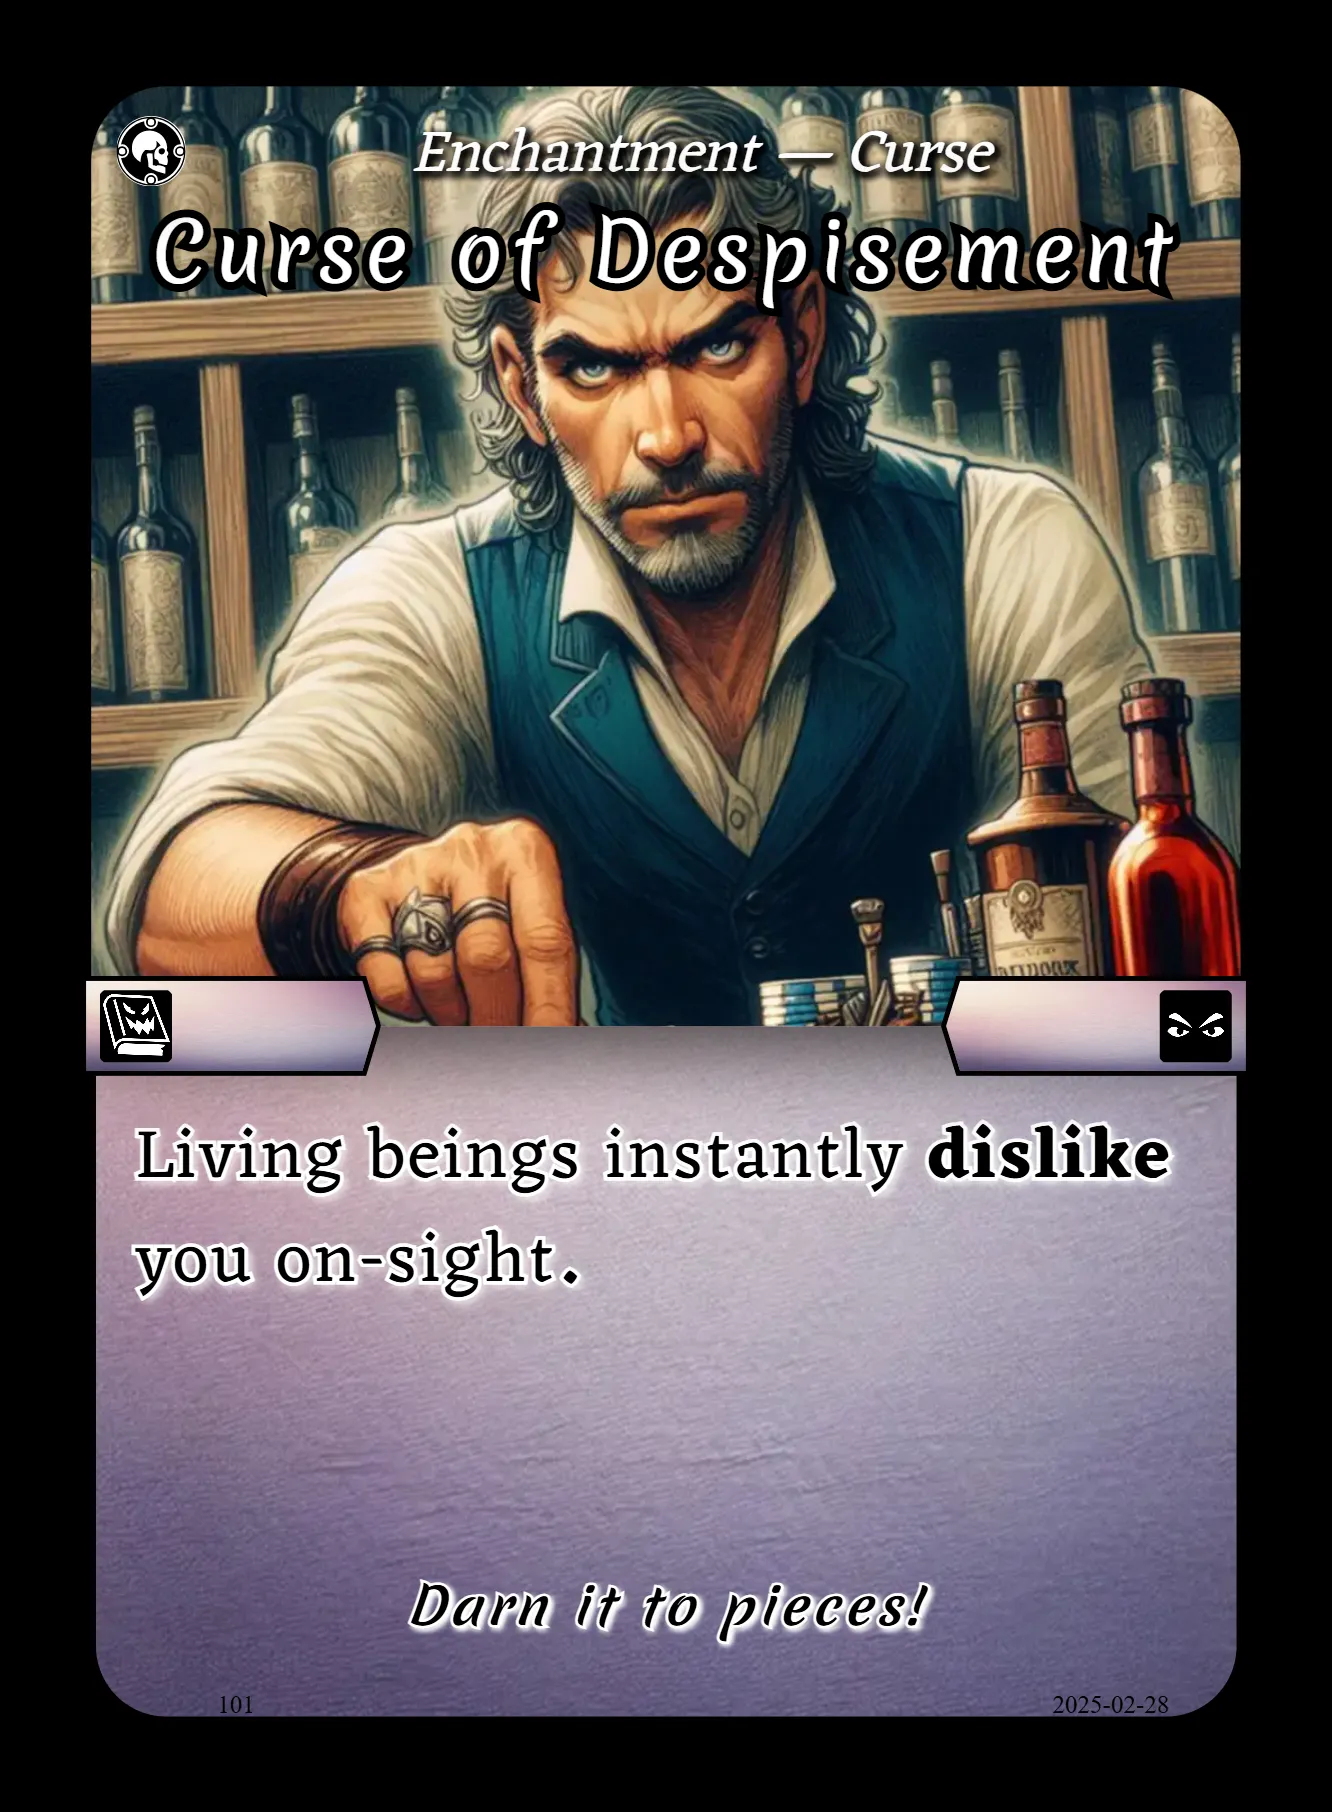 Enchantment — Curse
Curse of Despisement
Living beings instantly dislike
you on-sight.
Darn it to pieces!
101
2025-02-28